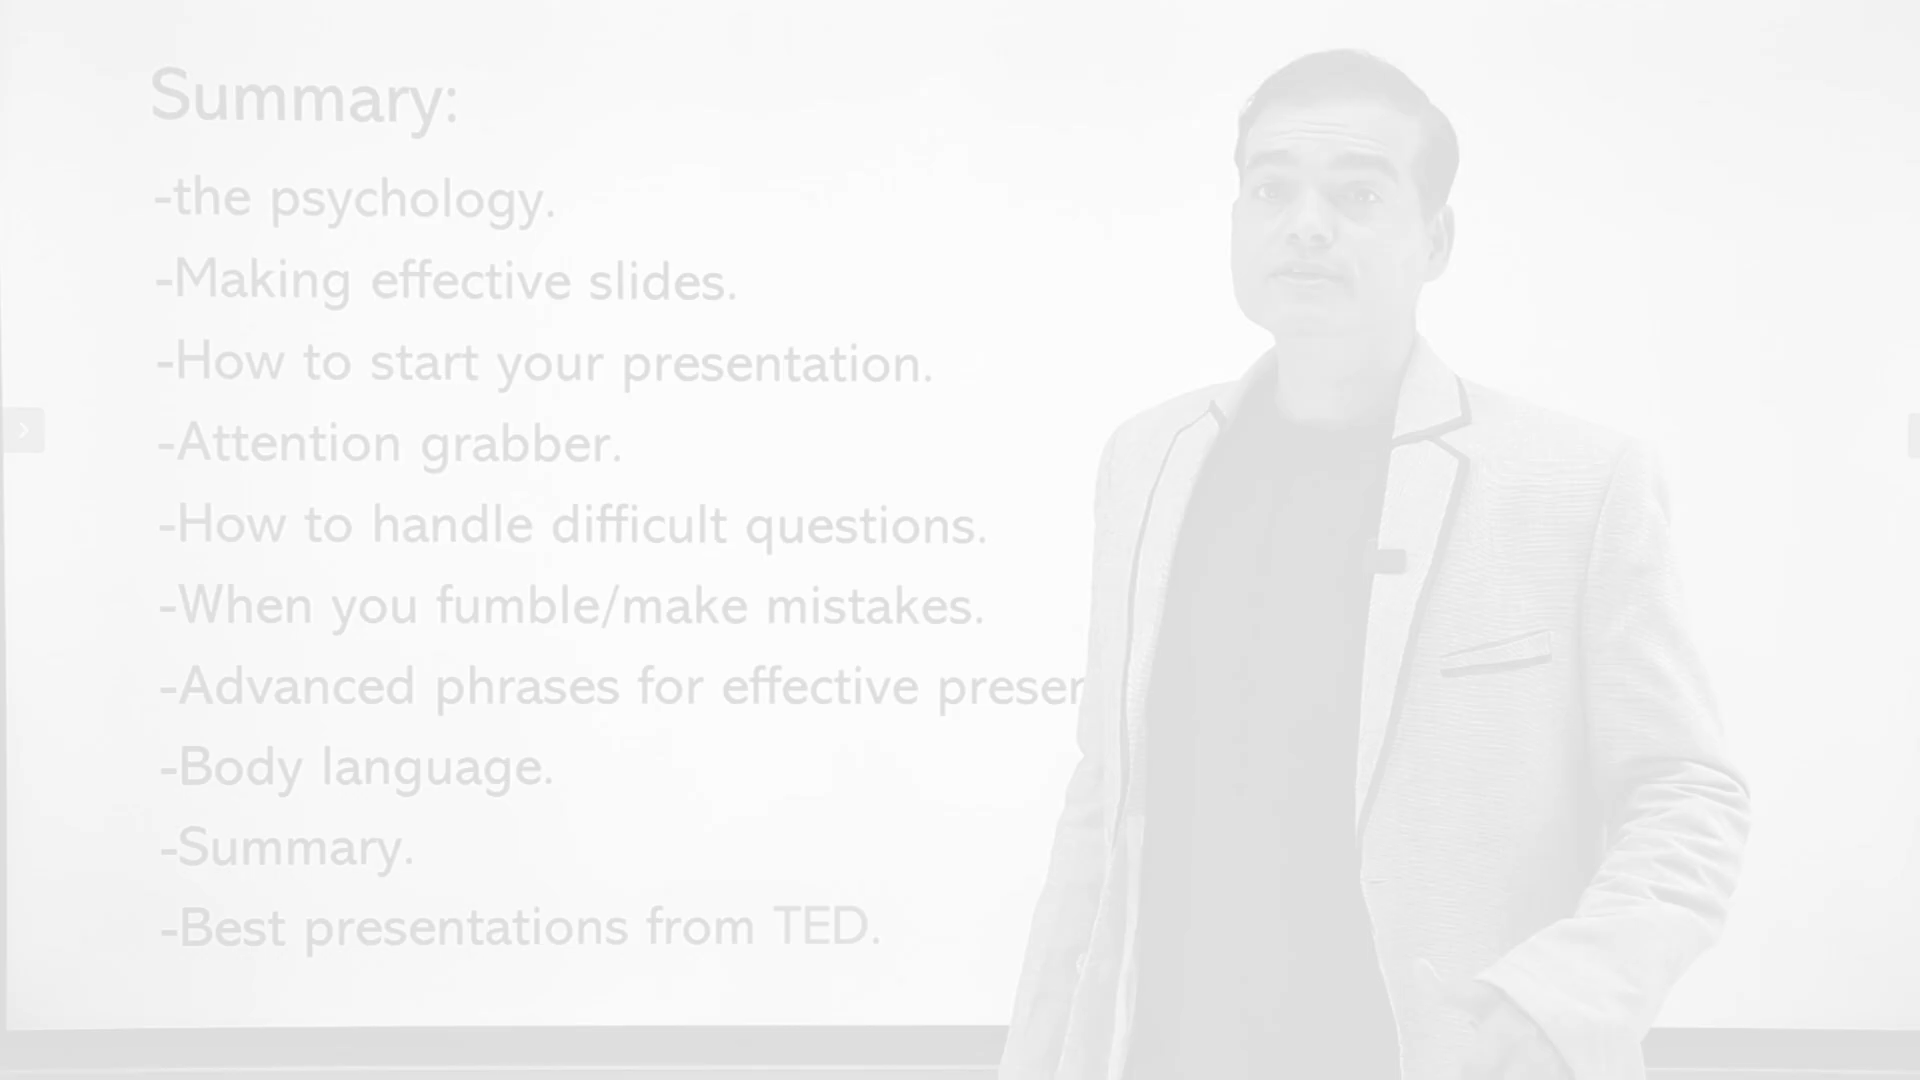 Summary:
-the psychology.
-Making effective slides.
-How to start your presentation.
-Attention grabber.
-How to handle difficult questions.
-When you fumble/make mistakes.
-Advanced phrases for effective
-Body language.
-Summary.
-Best presentations from TED.